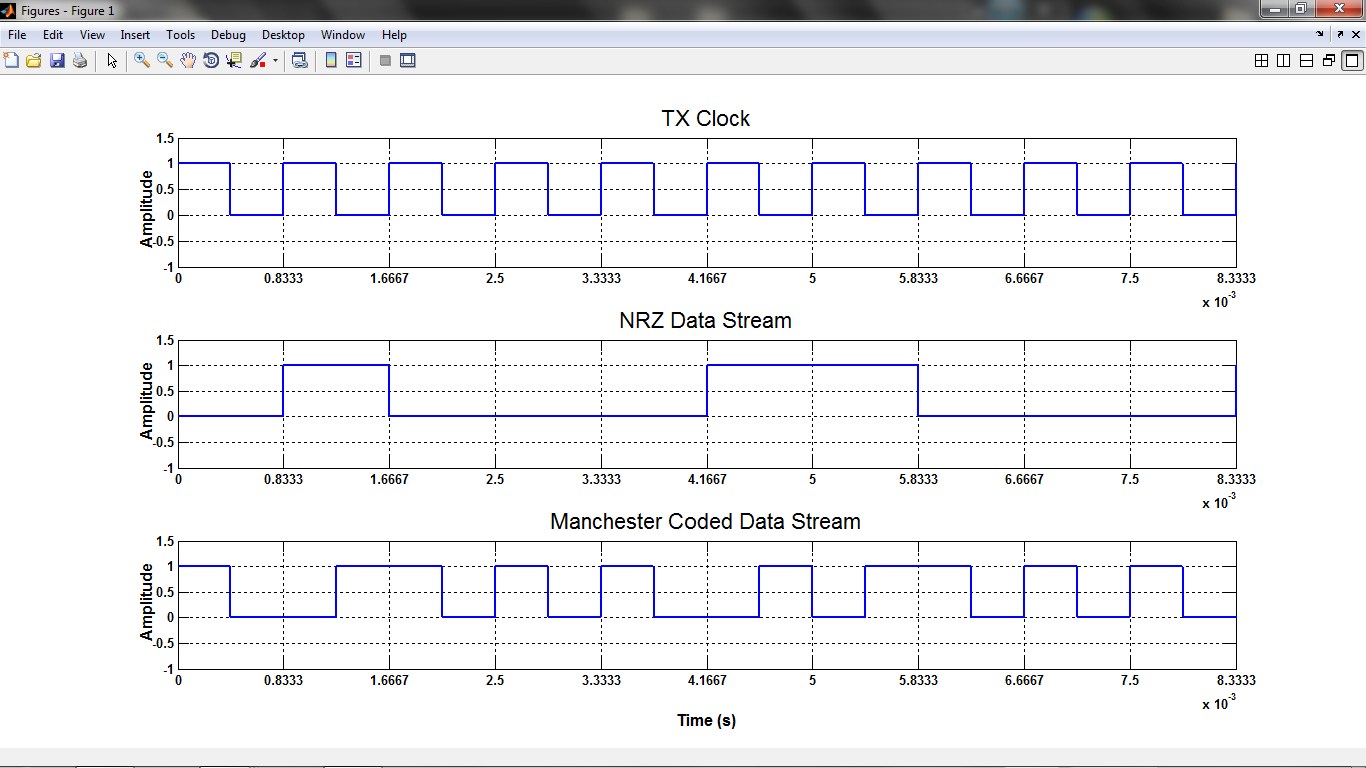 Figures - Figure 1
File Edit View Insert Tools Debug Desktop Window Help
TX Clock
1.5
1
0.5
0
-0.5
-1
Amplitude
0 0.8333 1.6667 2.5 3.3333 4.1667 5 5.8333 6.6667 7.5 8.3333
x 10-3
NRZ Data Stream
1.5
1
0.5
0
-0.5
-1
Amplitude
0 0.8333 1.6667 2.5 3.3333 4.1667 5 5.8333 6.6667 7.5 8.3333
x 10-3
Manchester Coded Data Stream
1.5
1
0.5
0
-0.5
-1
Amplitude
0 0.8333 1.6667 2.5 3.3333 4.1667 5 5.8333 6.6667 7.5 8.3333
x 10-3
Time (s)